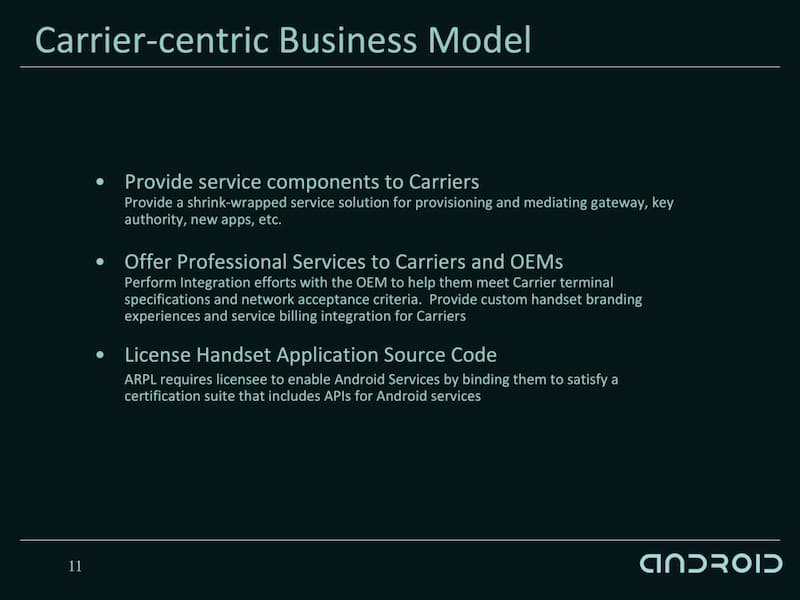 Carrier-centric Business Model
• Provide service components to Carriers
Provide a shrink-wrapped service solution for provisioning and mediating gateway, key
authority, new apps, etc.
• Offer Professional Services to Carriers and OEMs
Perform Integration efforts with the OEM to help them meet Carrier terminal
specifications and network acceptance criteria.  Provide custom handset branding
experiences and service billing integration for Carriers
• License Handset Application Source Code
ARPL requires licensee to enable Android Services by binding them to satisfy a
certification suite that includes APIs for Android services
11
ANDROID